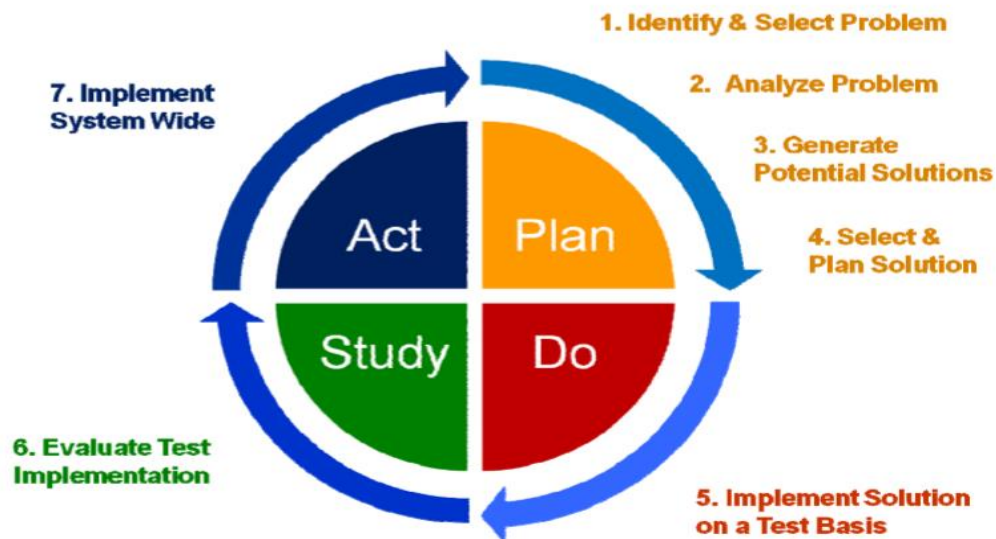 1. Identify & Select Problem
2. Analyze Problem
3. Generate
Potential Solutions
4. Select &
Plan Solution
5. Implement Solution
on a Test Basis
6. Evaluate Test
Implementation
7. Implement
System Wide
Act
Plan
Study
Do